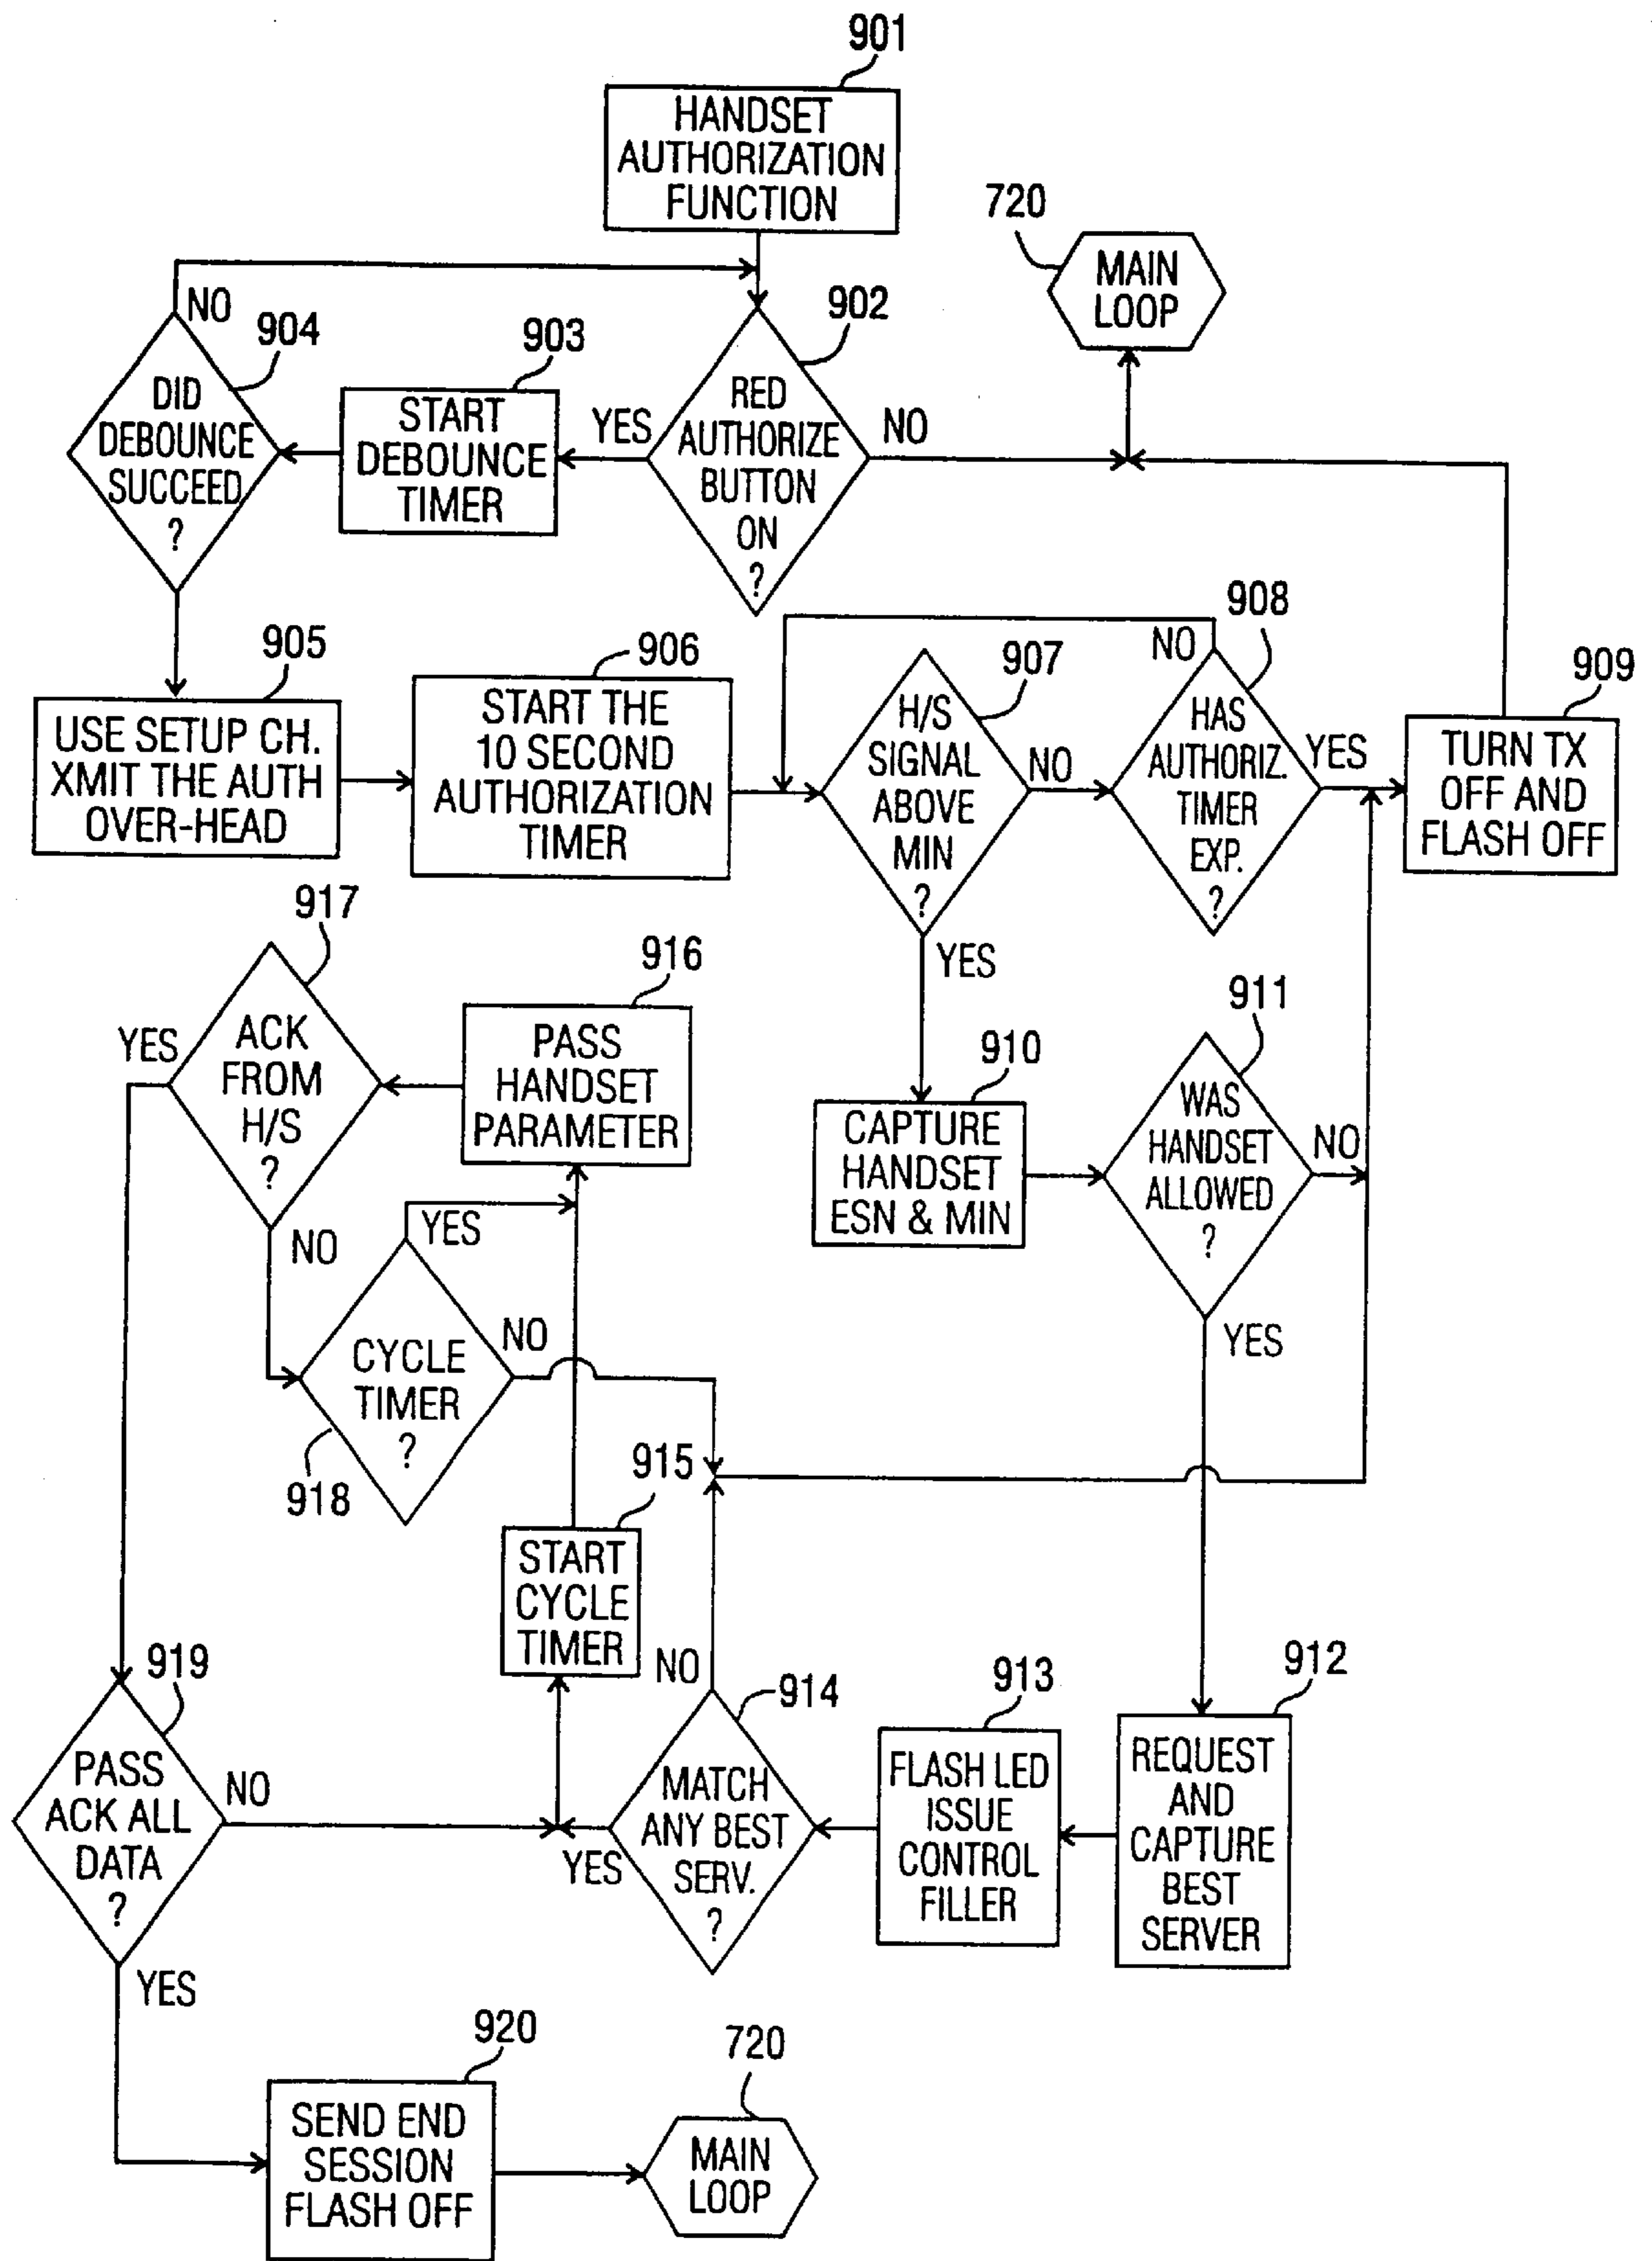 901
HANDSET
AUTHORIZATION
FUNCTION
720
MAIN
LOOP
NO
904
DID
DEBOUNCE
SUCCEED
?
903
START
DEBOUNCE
TIMER
YES
902
RED
AUTHORIZE
BUTTON
ON
?
NO
905
USE SETUP CH.
XMIT THE AUTH
OVER-HEAD
906
START THE
10 SECOND
AUTHORIZATION
TIMER
907
H/S
SIGNAL
ABOVE
MIN
?
NO
YES
908
NO
HAS
AUTHORIZ.
TIMER
EXP.
?
YES
909
TURN TX
OFF AND
FLASH OFF
917
YES
ACK
FROM
H/S
?
NO
916
PASS
HANDSET
PARAMETER
910
CAPTURE
HANDSET
ESN & MIN
911
WAS
HANDSET
ALLOWED
?
NO
YES
YES
CYCLE
TIMER
?
NO
918
915
START
CYCLE
TIMER
919
PASS
ACK ALL
DATA
?
NO
YES
NO
914
MATCH
ANY BEST
SERV.
?
YES
913
FLASH LED
ISSUE
CONTROL
FILLER
912
REQUEST
AND
CAPTURE
BEST
SERVER
920
SEND END
SESSION
FLASH OFF
720
MAIN
LOOP